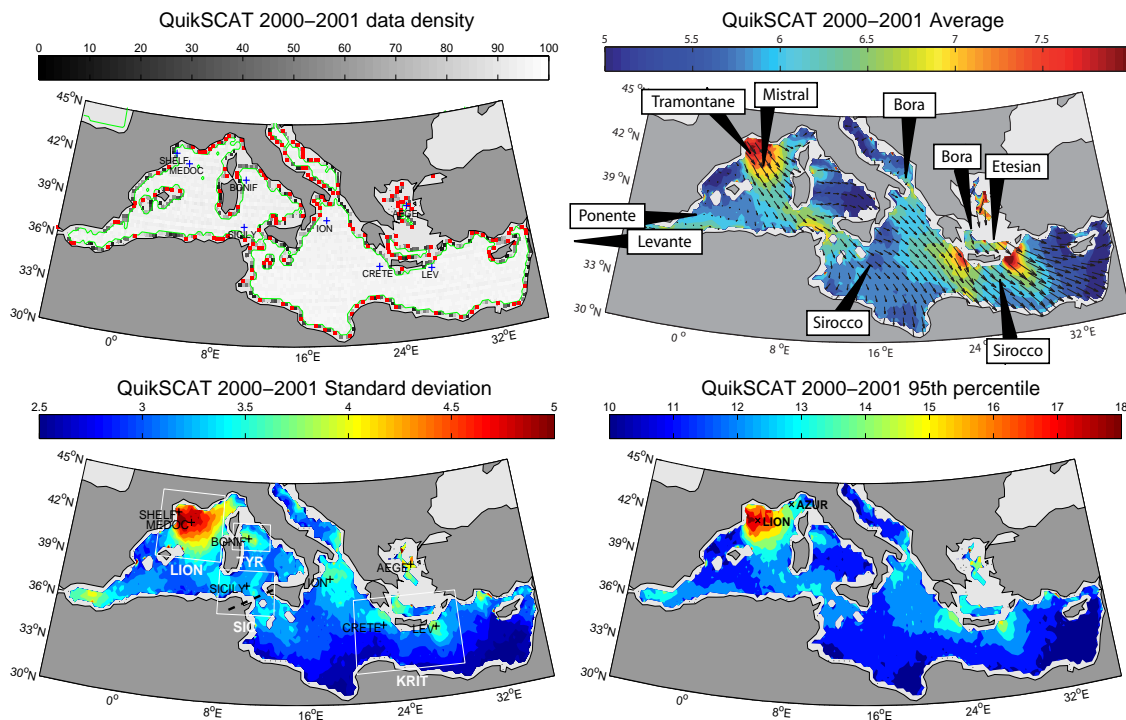 QuikSCAT 2000−2001 data density
0 10 20 30 40 50 60 70 80 90 100
45°N
42°N
39°N
36°N
33°N
30°N
0°
8°E
16°E
24°E
32°E
SHELF
MEDOC
BONIF
SICILY
ION
AEGE
CRETE
LEV
QuikSCAT 2000−2001 Average
5 5.5 6 6.5 7 7.5
45°N
42°N
39°N
36°N
33°N
30°N
0°
8°E
16°E
24°E
32°E
Tramontane
Mistral
Bora
Bora
Etesian
Ponente
Levante
Sirocco
Sirocco
QuikSCAT 2000−2001 Standard deviation
2.5 3 3.5 4 4.5 5
45°N
42°N
39°N
36°N
33°N
30°N
0°
8°E
16°E
24°E
32°E
SHELF
MEDOC
BONIF
LION
TYR
SICILY
ION
AEGE
SIC
CRETE
LEV
KRIT
QuikSCAT 2000−2001 95th percentile
10 11 12 13 14 15 16 17 18
45°N
42°N
39°N
36°N
33°N
30°N
0°
8°E
16°E
24°E
32°E
AZUR
LION